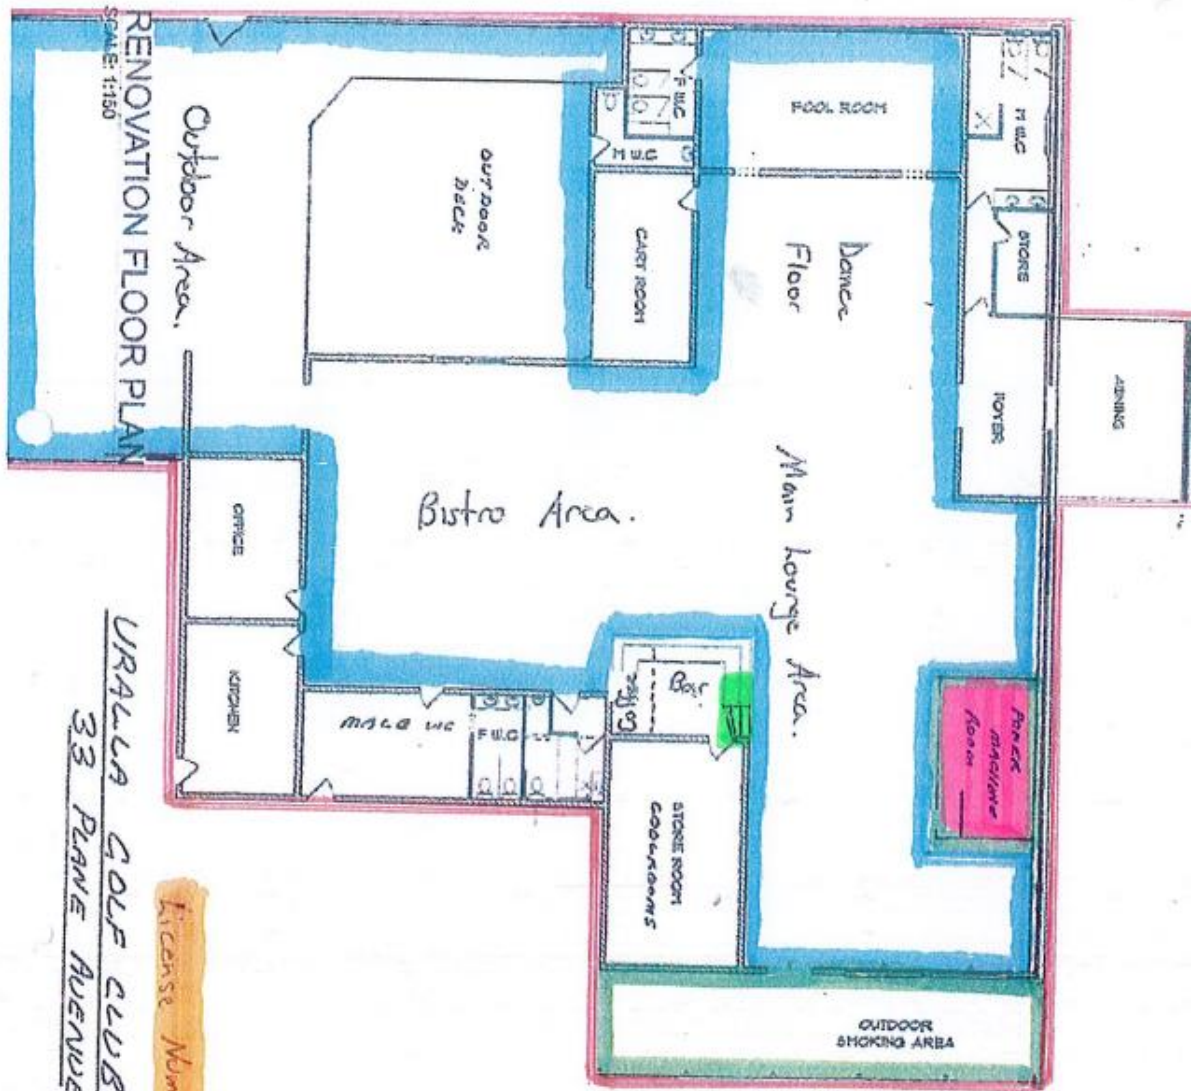 RENOVATION FLOOR PLAN
SCALE: 1:150
Outdoor Area.
OUTDOOR
DECK
F W.C
M W.C
CART ROOM
POOL ROOM
Dance
Floor
M W.C
STORE
FOYER
AWNING
Main Lounge Area.
Bistro Area.
OFFICE
KITCHEN
MALE WC
F W.C
Coffee
Bar
STORE ROOM
COOLROOMS
POKER
MACHINE
ROOM
OUTDOOR
SMOKING AREA
URALLA GOLF CLUB
33 PLANE AVENUE
License Num